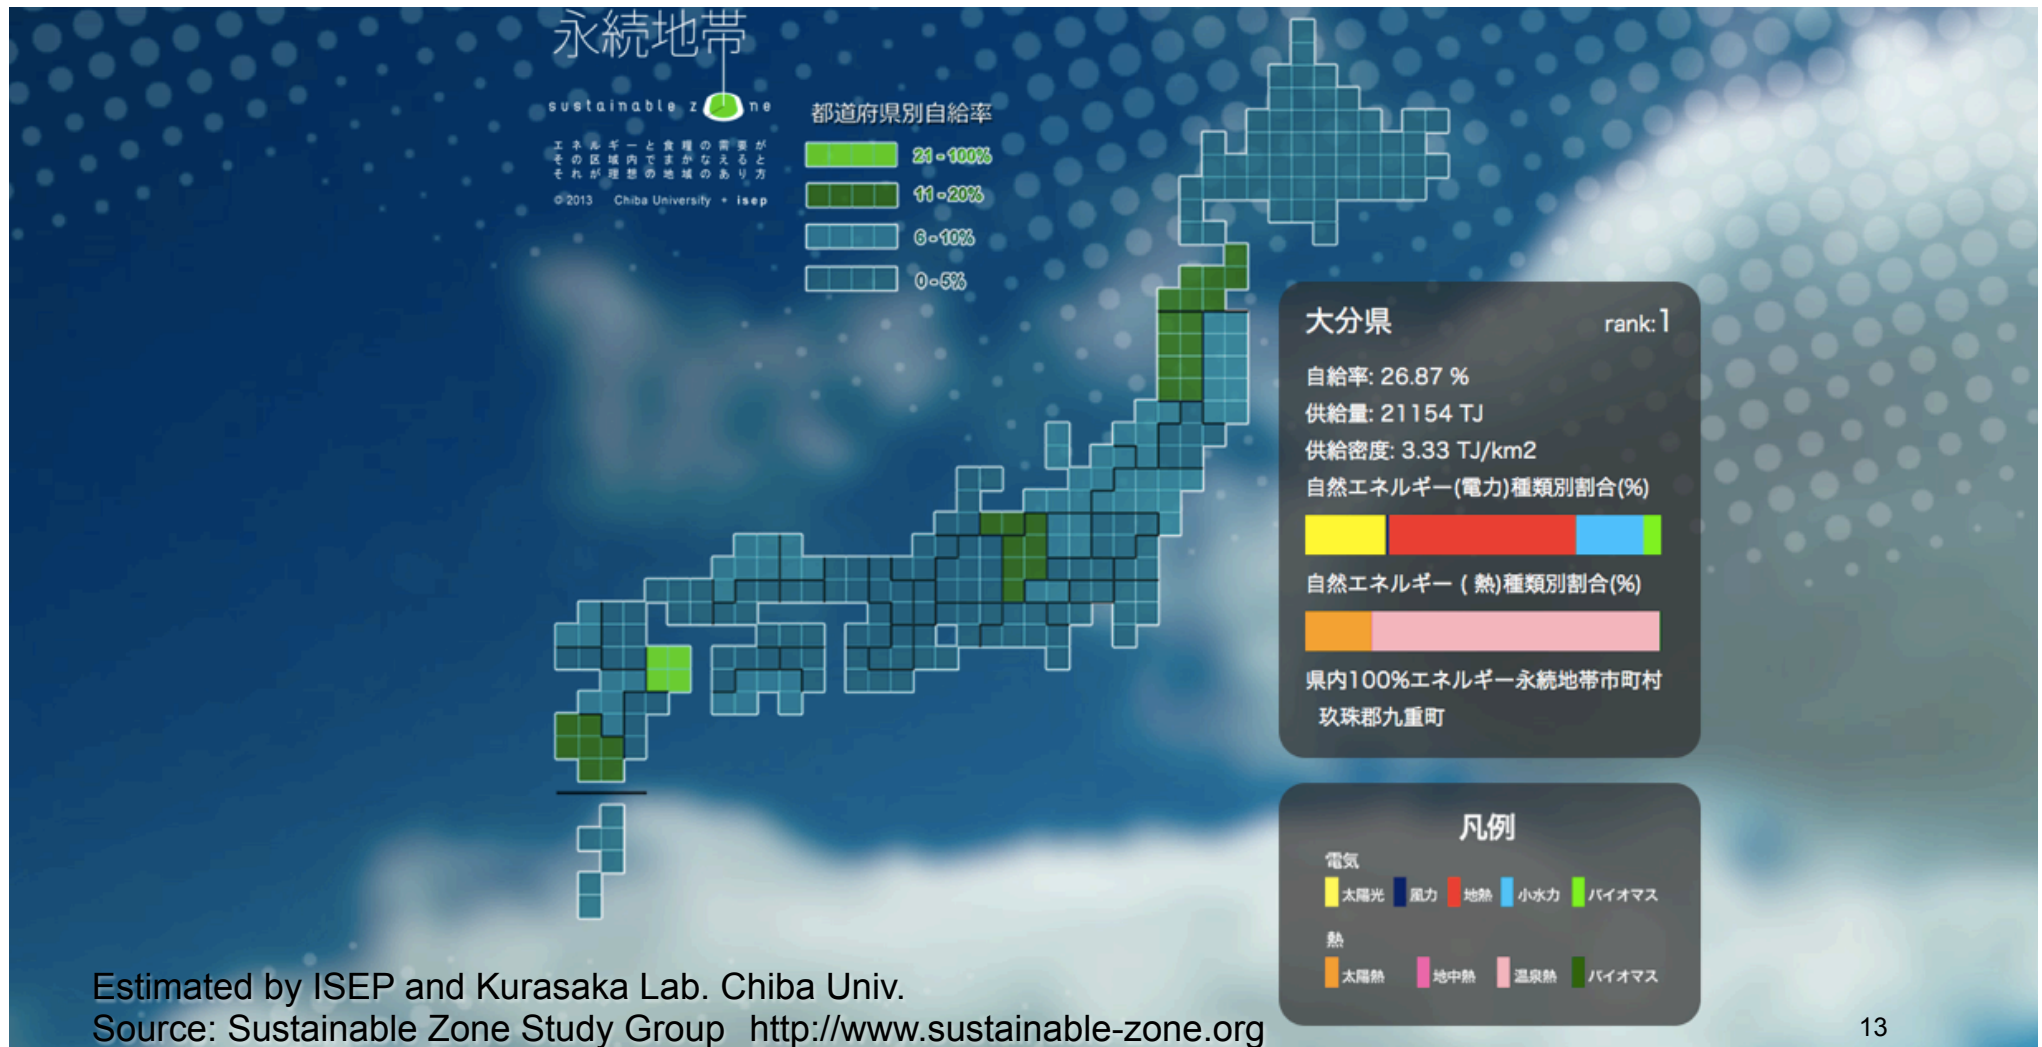 永続地帯
sustainable z ne
エネルギーと食糧の需要が
その区域内でまかなえると
それが理想の地域のあり方
©2013 Chiba University + isep
都道府県別自給率
21-100%
11-20%
6-10%
0-5%
大分県 rank:1
自給率: 26.87 %
供給量: 21154 TJ
供給密度: 3.33 TJ/km2
自然エネルギー(電力)種類別割合(%)
自然エネルギー ( 熱)種類別割合(%)
県内100%エネルギー永続地帯市町村
玖珠郡九重町
凡例
電気
太陽光 風力 地熱 小水力 バイオマス
熱
太陽熱 地中熱 温泉熱 バイオマス
Estimated by ISEP and Kurasaka Lab. Chiba Univ.
Source: Sustainable Zone Study Group http://www.sustainable-zone.org
13